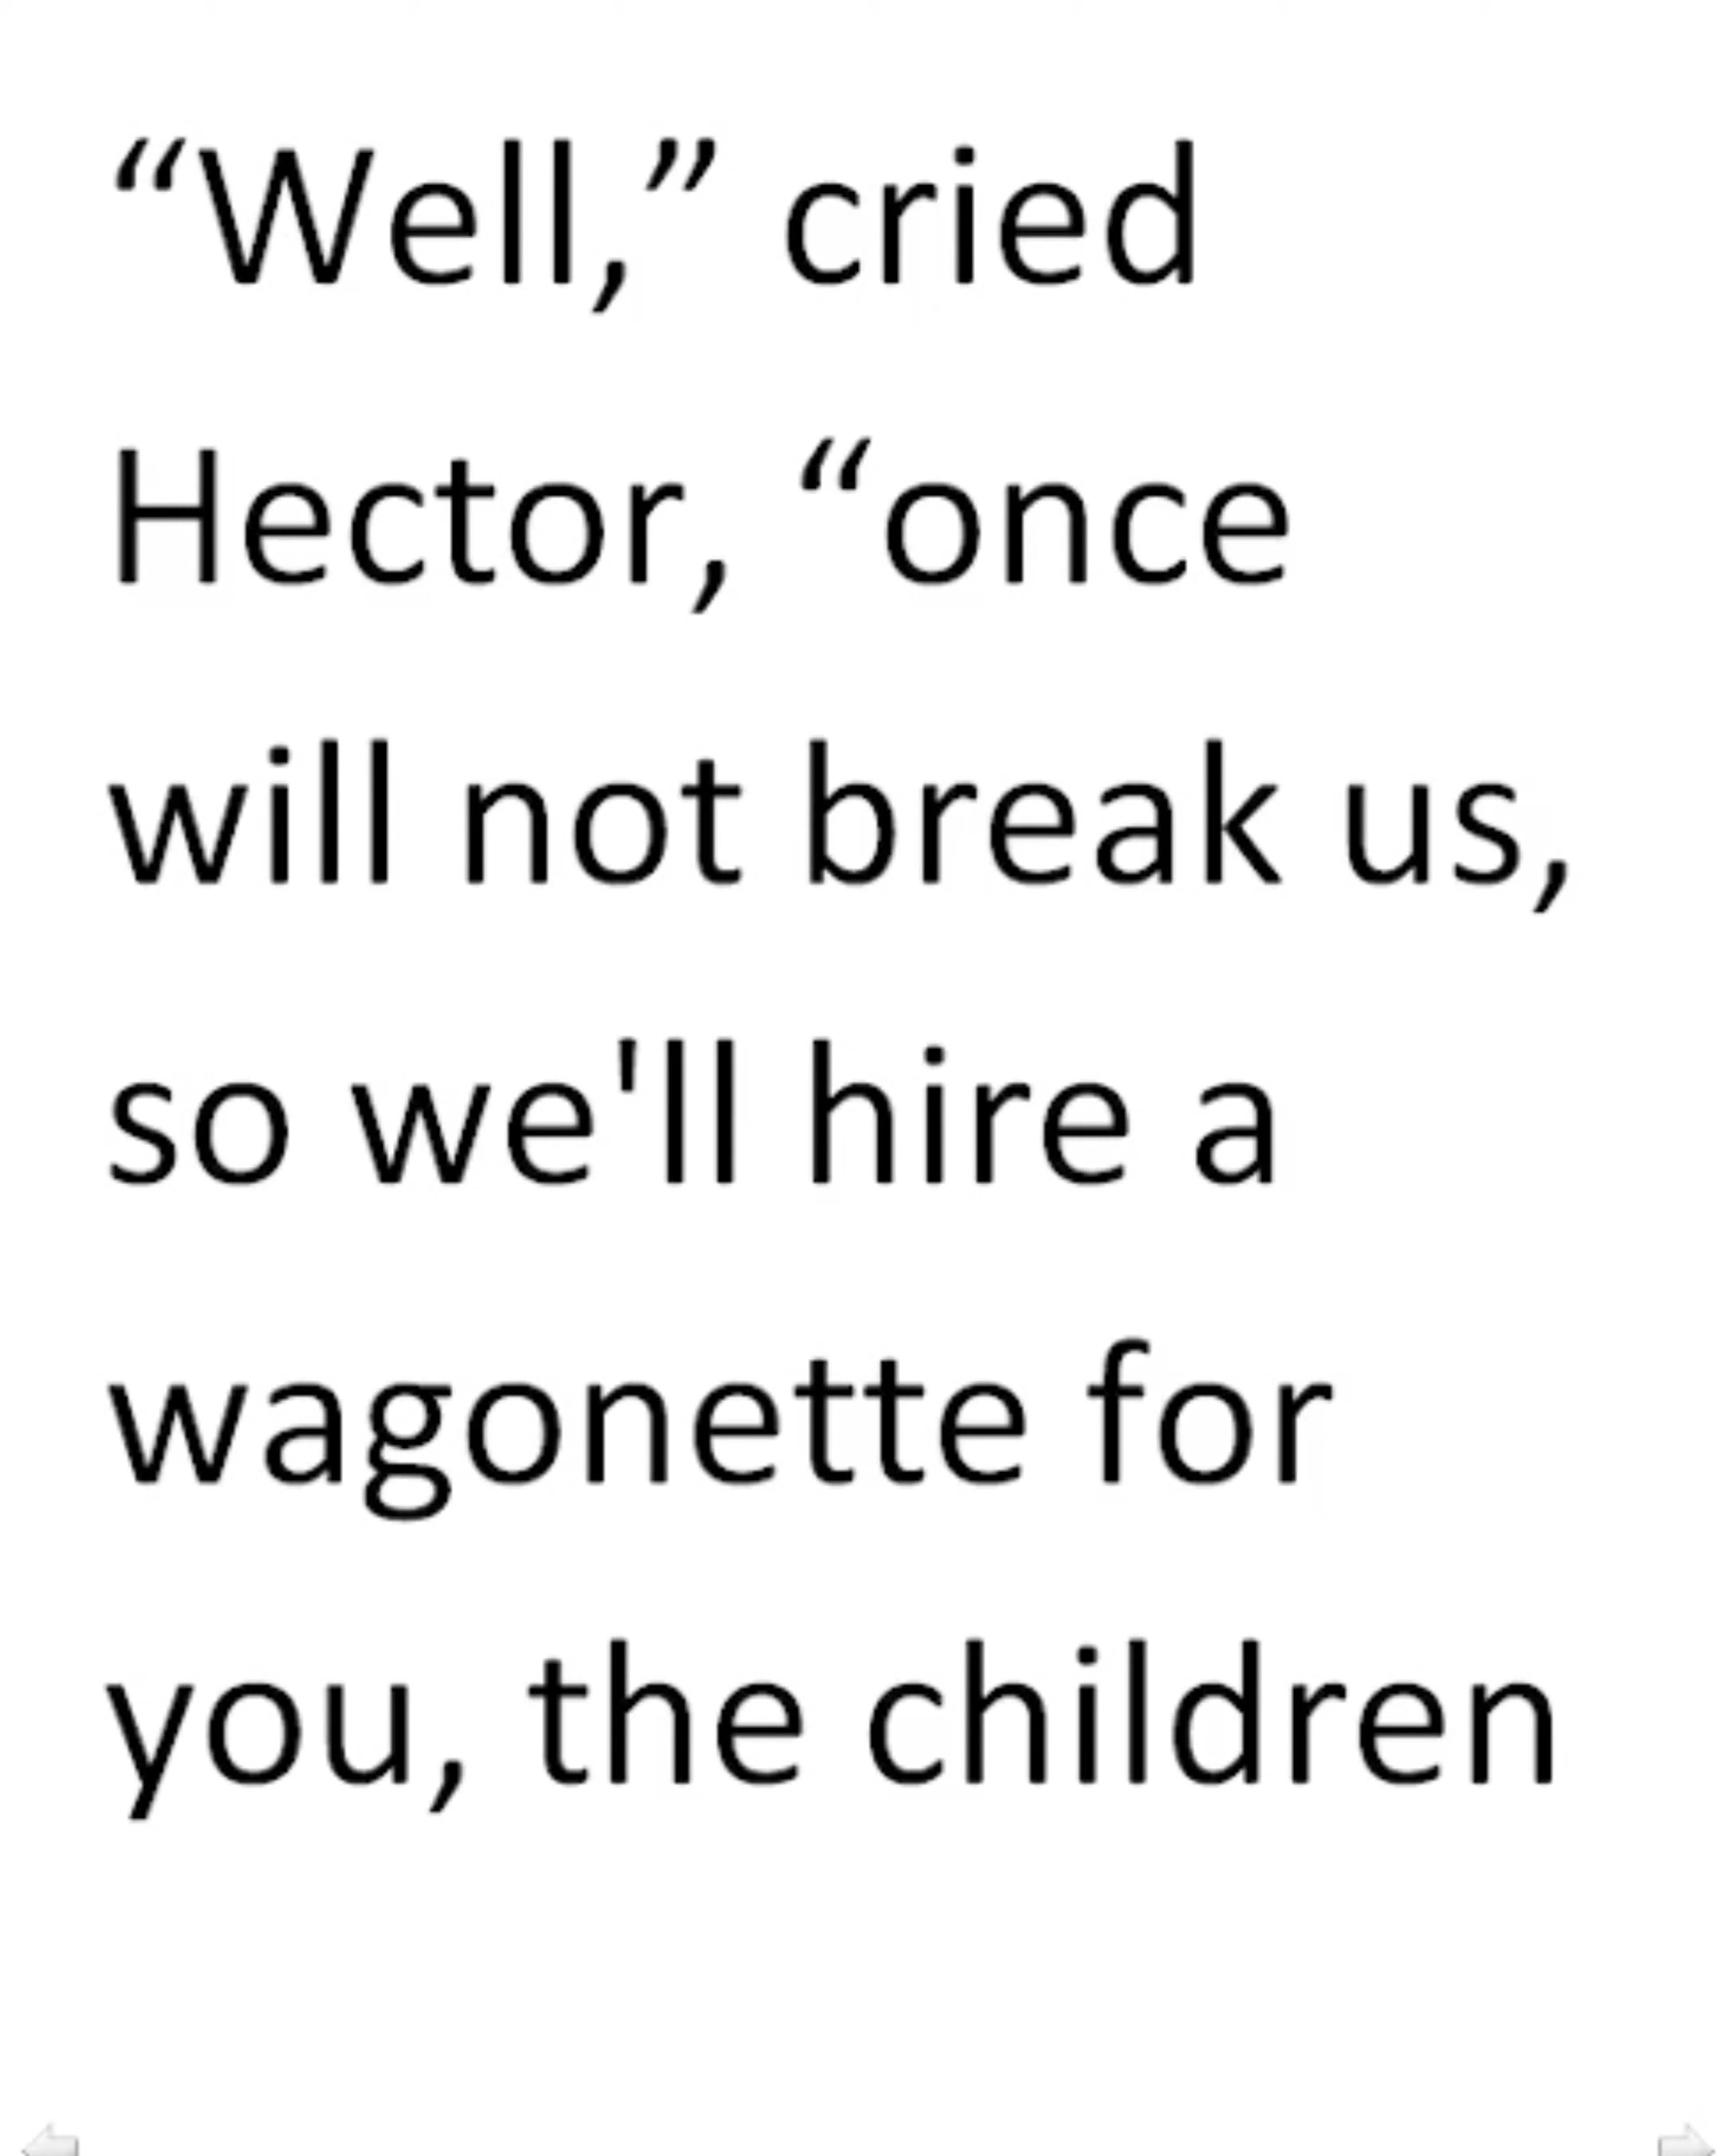 “Well,” cried
Hector, “once
will not break us,
so we'll hire a
wagonette for
you, the children